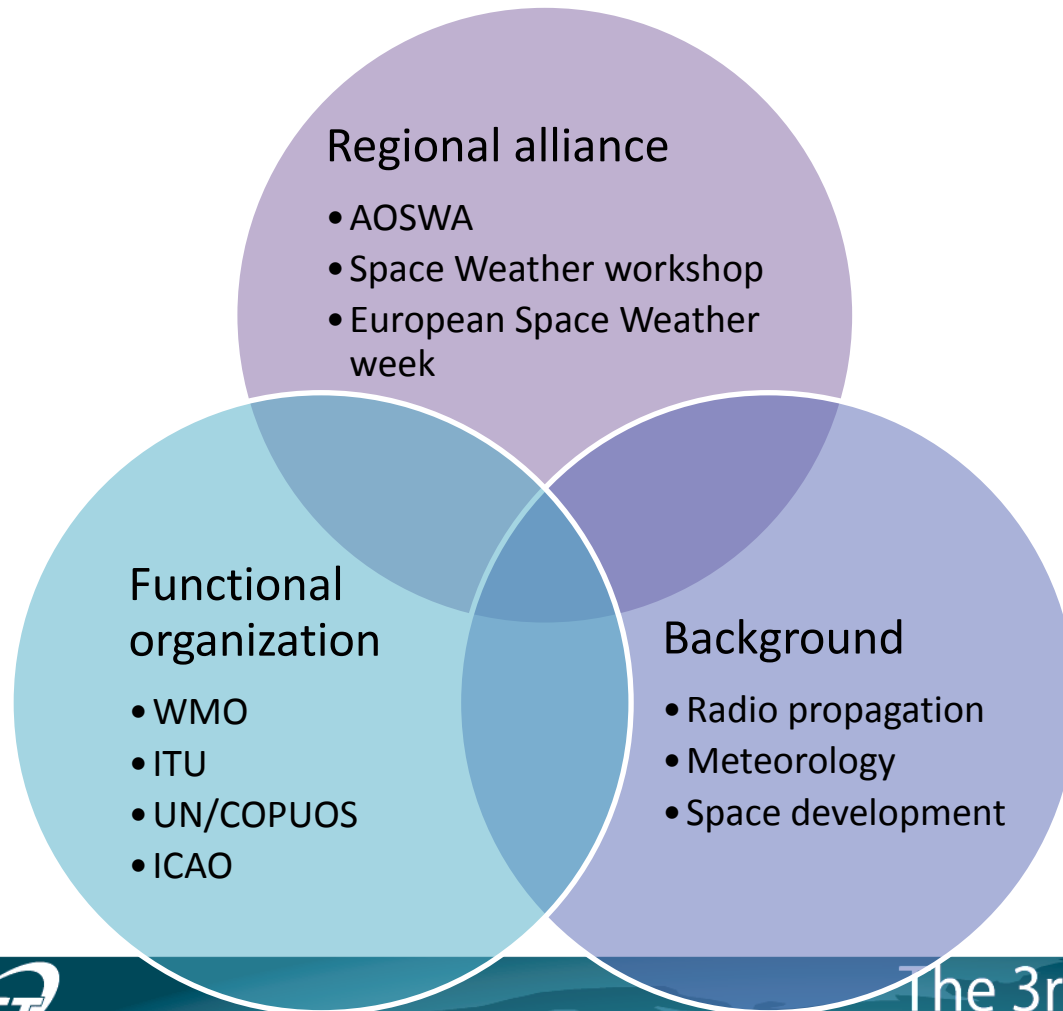 Regional alliance
•AOSWA
•Space Weather workshop
•European Space Weather
week
Functional
organization
•WMO
•ITU
•UN/COPUOS
•ICAO
Background
•Radio propagation
•Meteorology
•Space development
The 3r